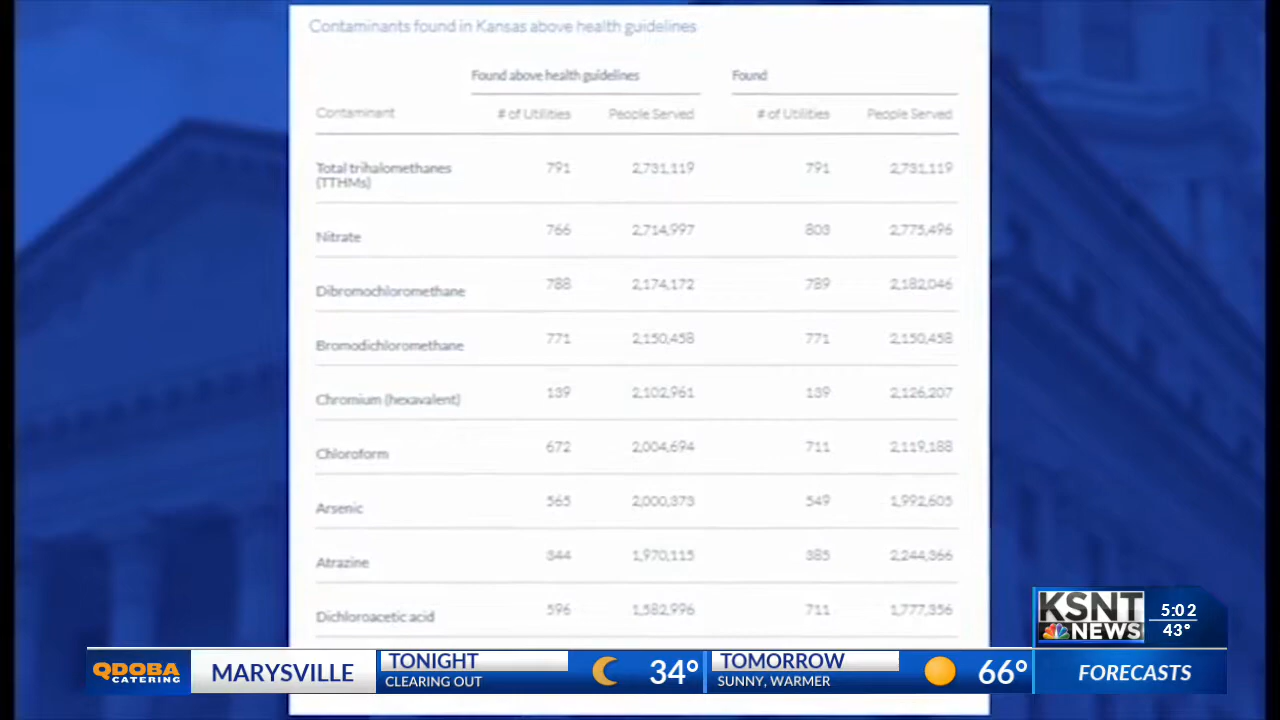 Contaminants found in Kansas above health guidelines
Found above health guidelines Found
Contaminant # of Utilities People Served # of Utilities People Served
Total trihalomethanes 791 2,731,119 791 2,731,119
(TTHMs)
Nitrate 766 2,714,997 803 2,775,496
Dibromochloromethane 788 2,174,172 789 2,182,046
Bromodichloromethane 771 2,150,458 771 2,150,458
Chromium (hexavalent) 139 2,102,961 139 2,126,207
Chloroform 672 2,004,694 711 2,119,188
Arsenic 565 2,000,373 549 1,992,605
Atrazine 344 1,970,115 385 2,244,366
Dichloroacetic acid 596 1,582,996 711 1,777,356
KSNT 5:02
NEWS 43°
QDOBA MARYSVILLE TONIGHT 34° TOMORROW 66° FORECASTS
CATERING CLEARING OUT SUNNY, WARMER